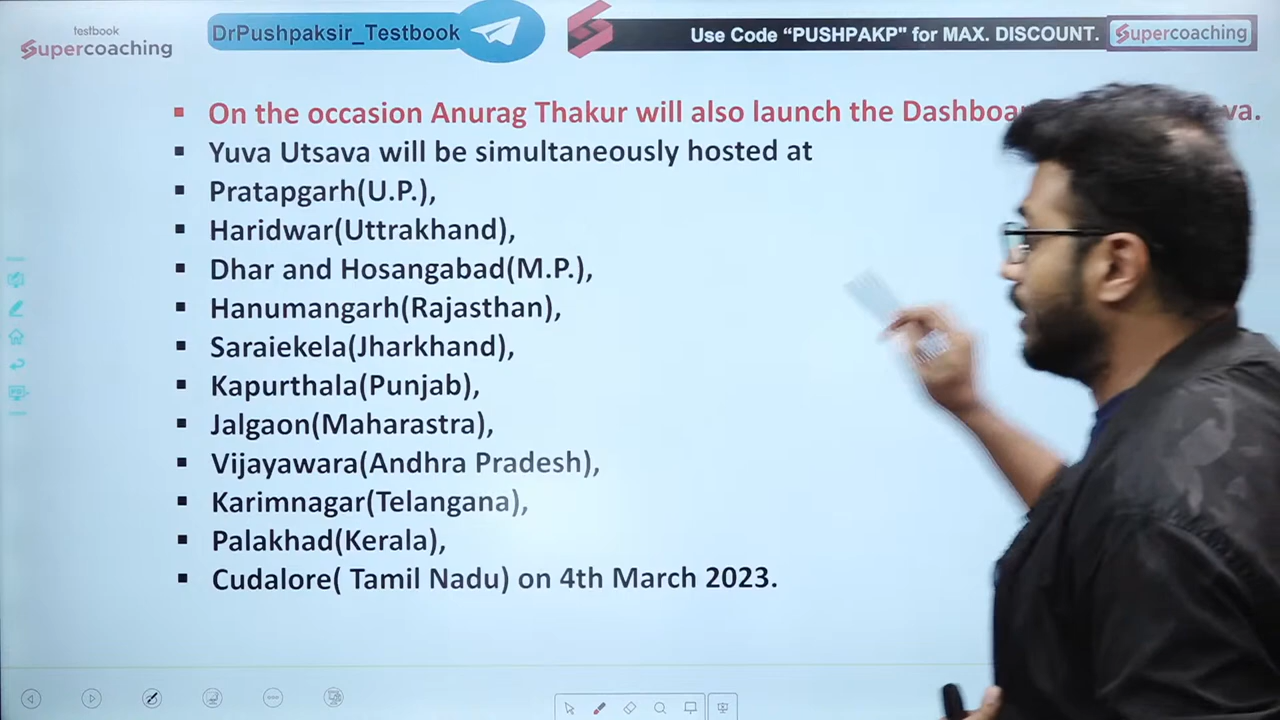 testbook
Supercoaching
DrPushpaksir_Testbook
Use Code “PUSHPAKP" for MAX. DISCOUNT.
Supercoaching
On the occasion Anurag Thakur will also launch the
Yuva Utsava will be simultaneously hosted at
Pratapgarh(U.P.),
Haridwar(Uttrakhand),
Dhar and Hosangabad(M.P.),
Hanumangarh(Rajasthan),
Saraiekela(Jharkhand),
Kapurthala(Punjab),
Jalgaon(Maharastra),
Vijayawara(Andhra Pradesh),
Karimnagar(Telangana),
Palakhad(Kerala),
Cudalore( Tamil Nadu) on 4th March 2023.